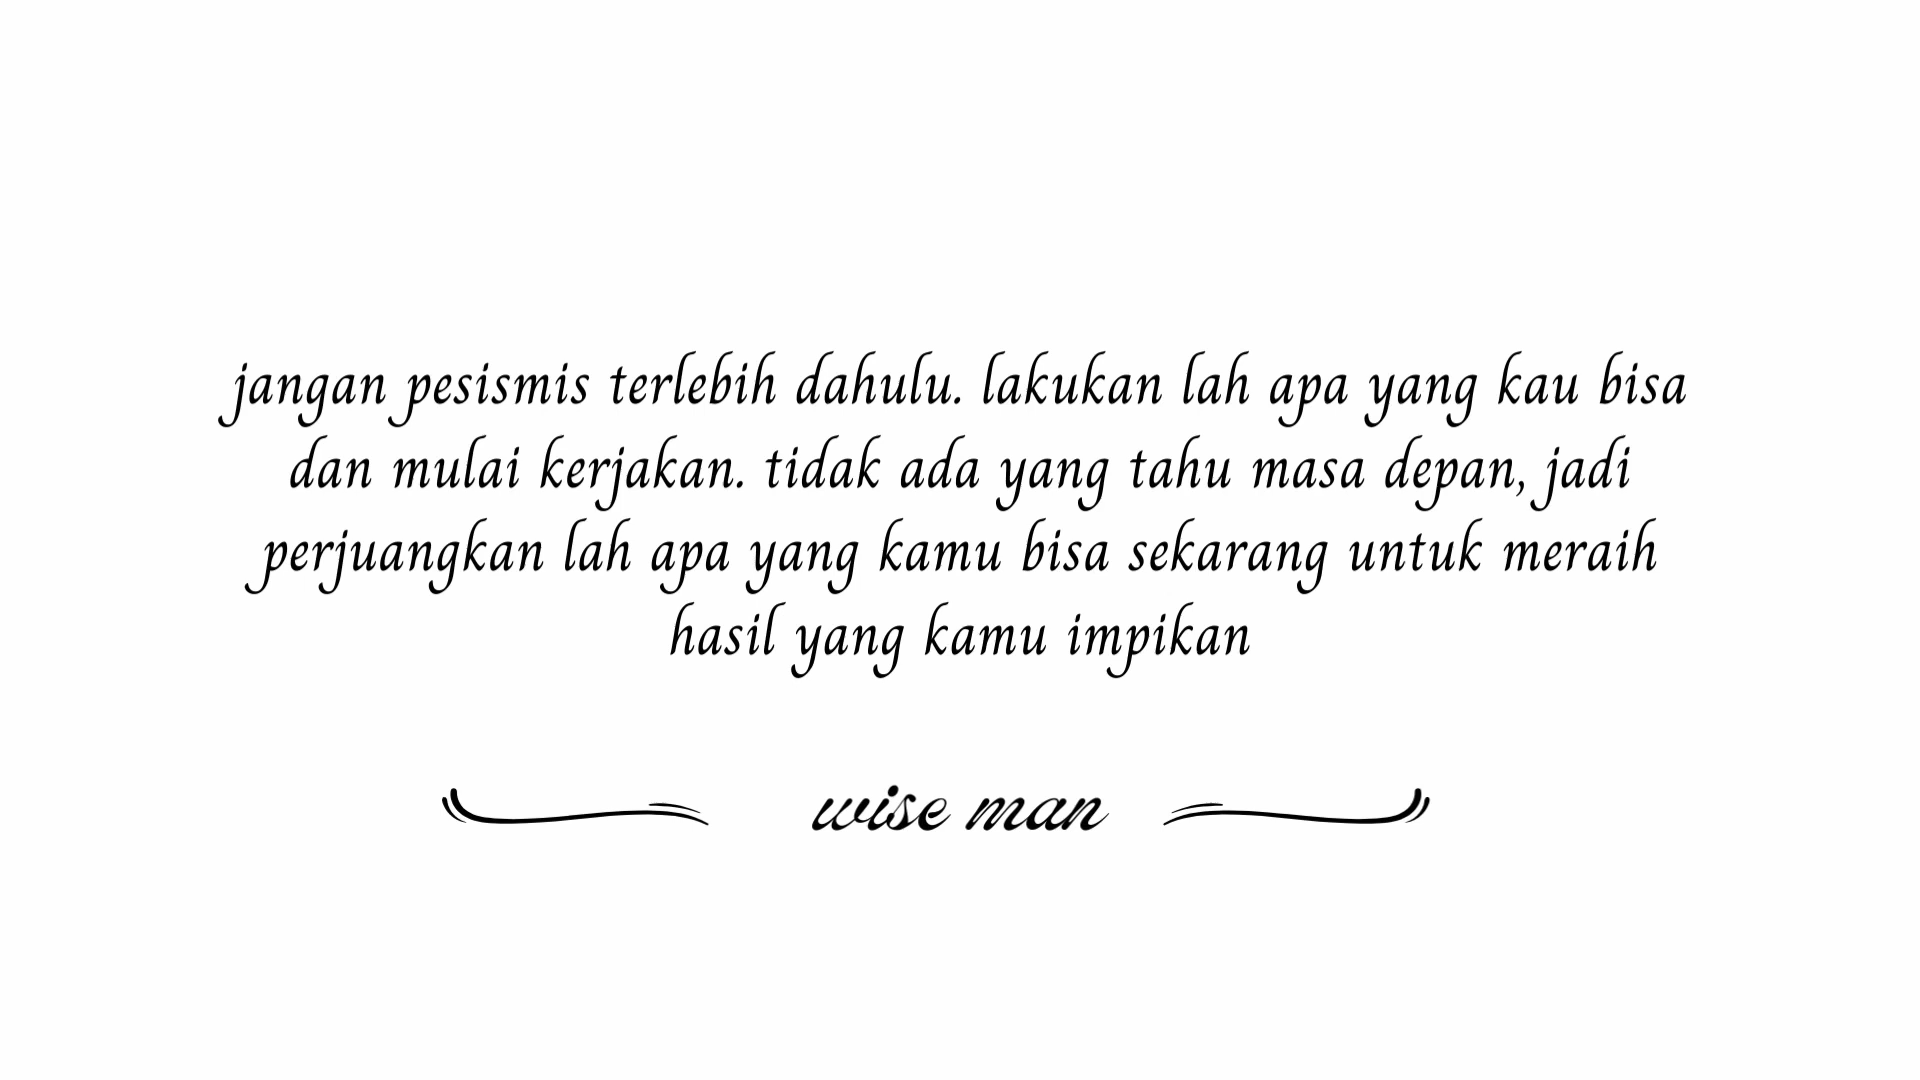 jangan pesismis terlebih dahulu. lakukan lah apa yang kau bisa
dan mulai kerjakan. tidak ada yang tahu masa depan, jadi
perjuangkan lah apa yang kamu bisa sekarang untuk meraih
hasil yang kamu impikan
wise man